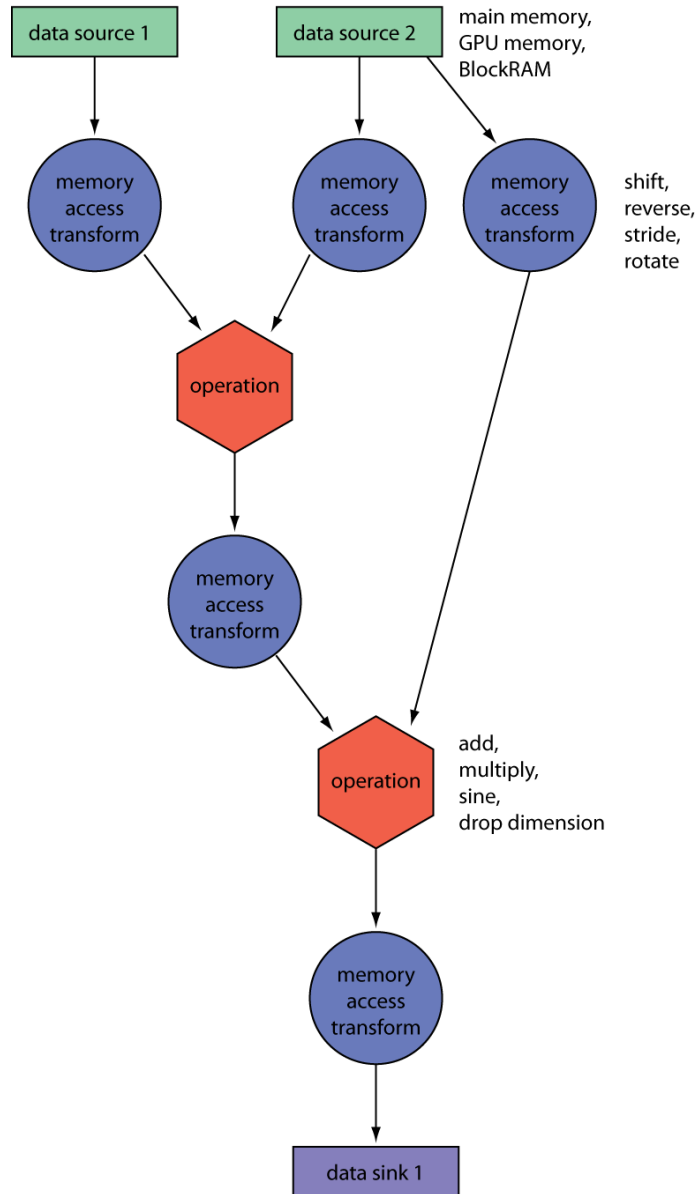 data source 1
data source 2
main memory,
GPU memory,
BlockRAM
memory
access
transform
memory
access
transform
memory
access
transform
shift,
reverse,
stride,
rotate
operation
memory
access
transform
operation
add,
multiply,
sine,
drop dimension
memory
access
transform
data sink 1